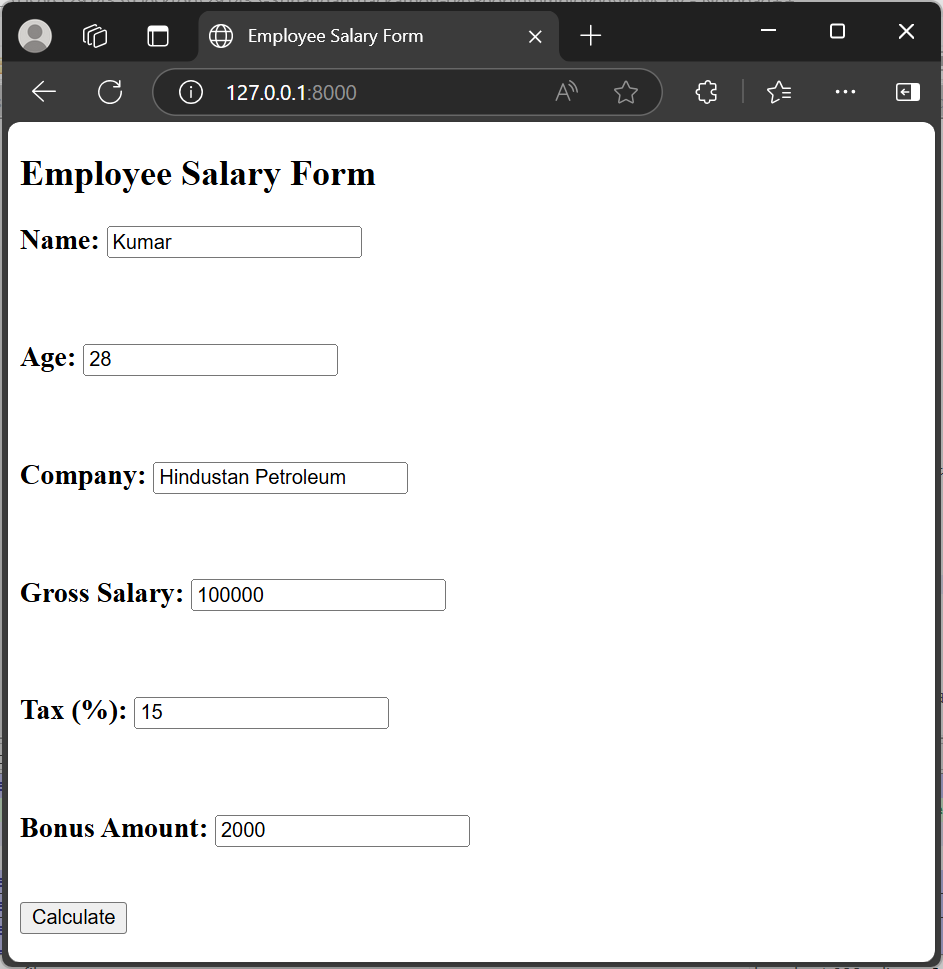 Employee Salary Form
127.0.0.1:8000
Employee Salary Form
Name: Kumar
Age: 28
Company: Hindustan Petroleum
Gross Salary: 100000
Tax (%): 15
Bonus Amount: 2000
Calculate